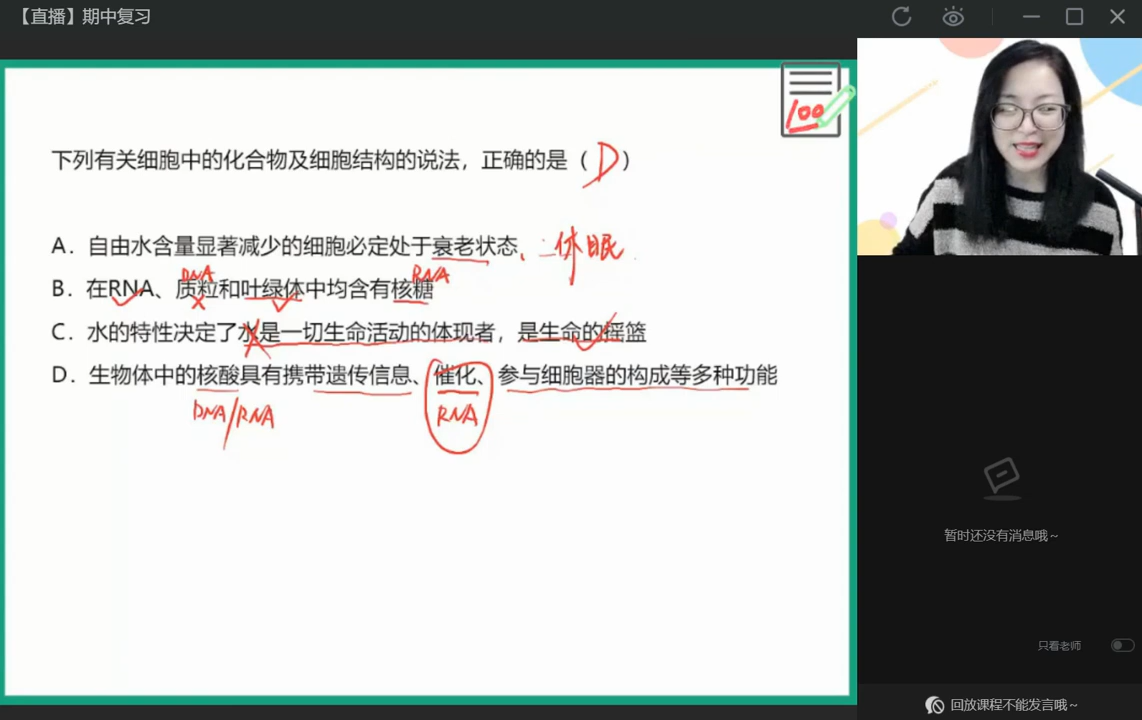 【直播】期中复习
100
下列有关细胞中的化合物及细胞结构的说法，正确的是（ D ）
A．自由水含量显著减少的细胞必定处于衰老状态、休眠
DNA RNA
B．在RNA、质粒和叶绿体中均含有核糖
C．水的特性决定了水是一切生命活动的体现者，是生命的摇篮
D．生物体中的核酸具有携带遗传信息、催化、参与细胞器的构成等多种功能
DNA/RNA RNA
暂时还没有消息哦～
只看老师
回放课程不能发言哦～